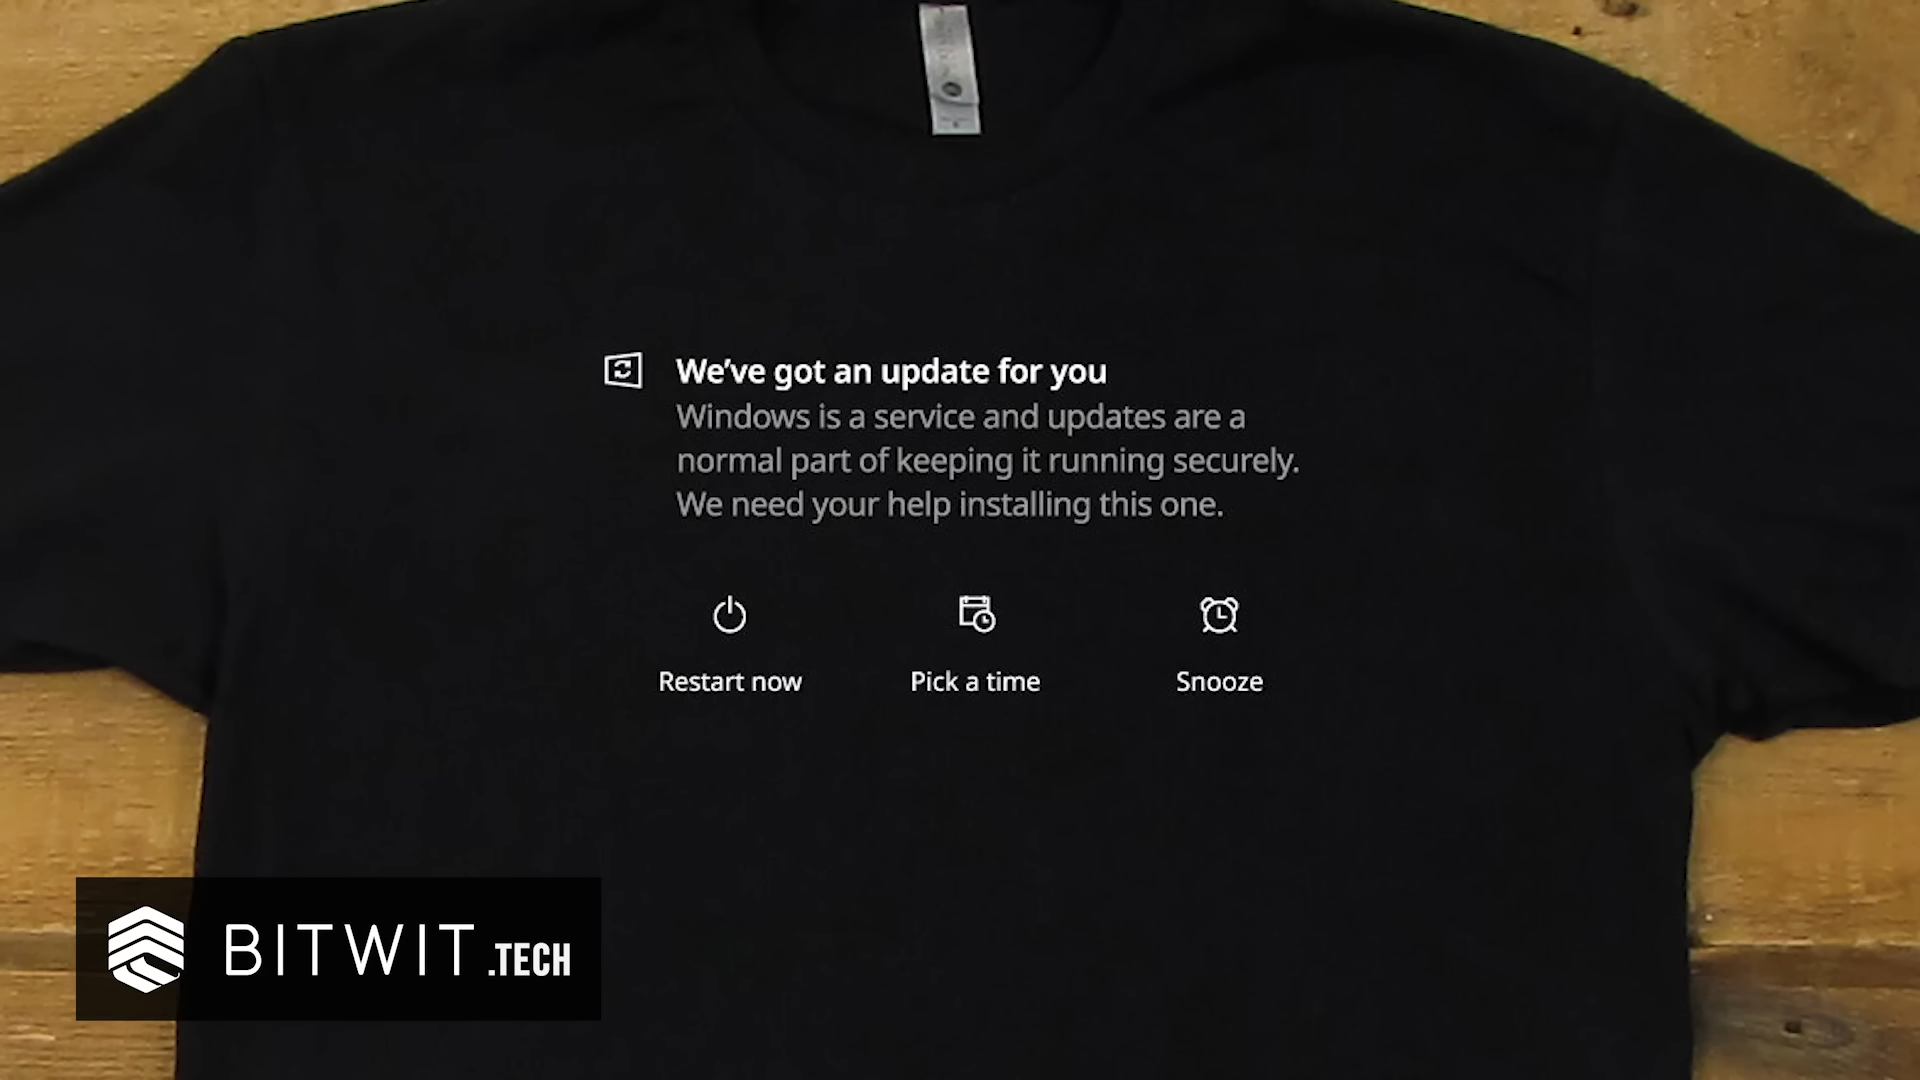 We've got an update for you
Windows is a service and updates are a
normal part of keeping it running securely.
We need your help installing this one.
Restart now
Pick a time
Snooze
BITWIT.TECH